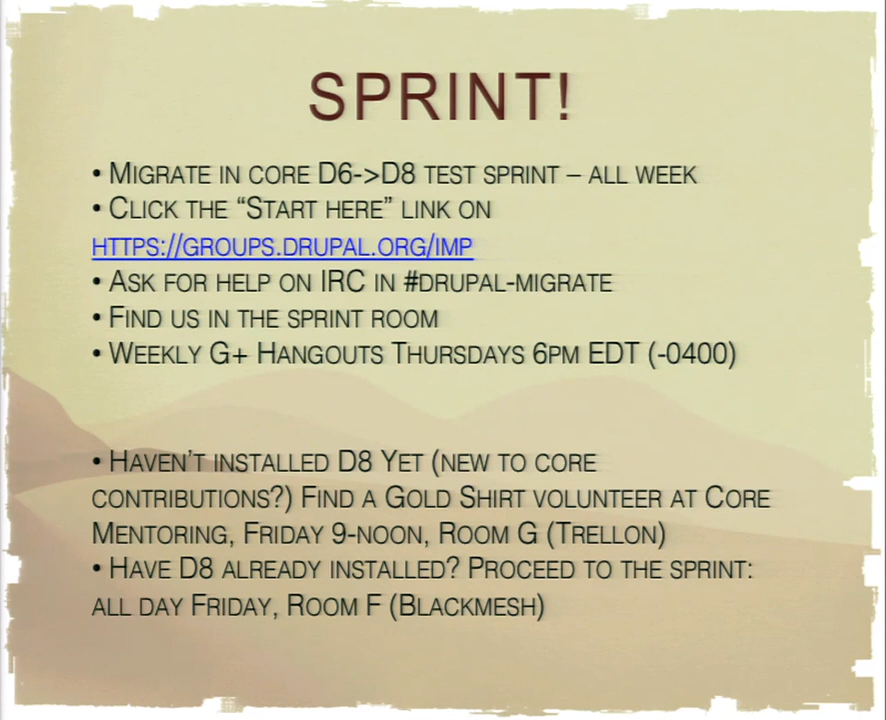 SPRINT!
• MIGRATE IN CORE D6->D8 TEST SPRINT – ALL WEEK
• CLICK THE “START HERE” LINK ON
HTTPS://GROUPS.DRUPAL.ORG/IMP
• ASK FOR HELP ON IRC IN #DRUPAL-MIGRATE
• FIND US IN THE SPRINT ROOM
• WEEKLY G+ HANGOUTS THURSDAYS 6PM EDT (-0400)
• HAVEN’T INSTALLED D8 YET (NEW TO CORE
CONTRIBUTIONS?) FIND A GOLD SHIRT VOLUNTEER AT CORE
MENTORING, FRIDAY 9-NOON, ROOM G (TRELLON)
• HAVE D8 ALREADY INSTALLED? PROCEED TO THE SPRINT:
ALL DAY FRIDAY, ROOM F (BLACKMESH)